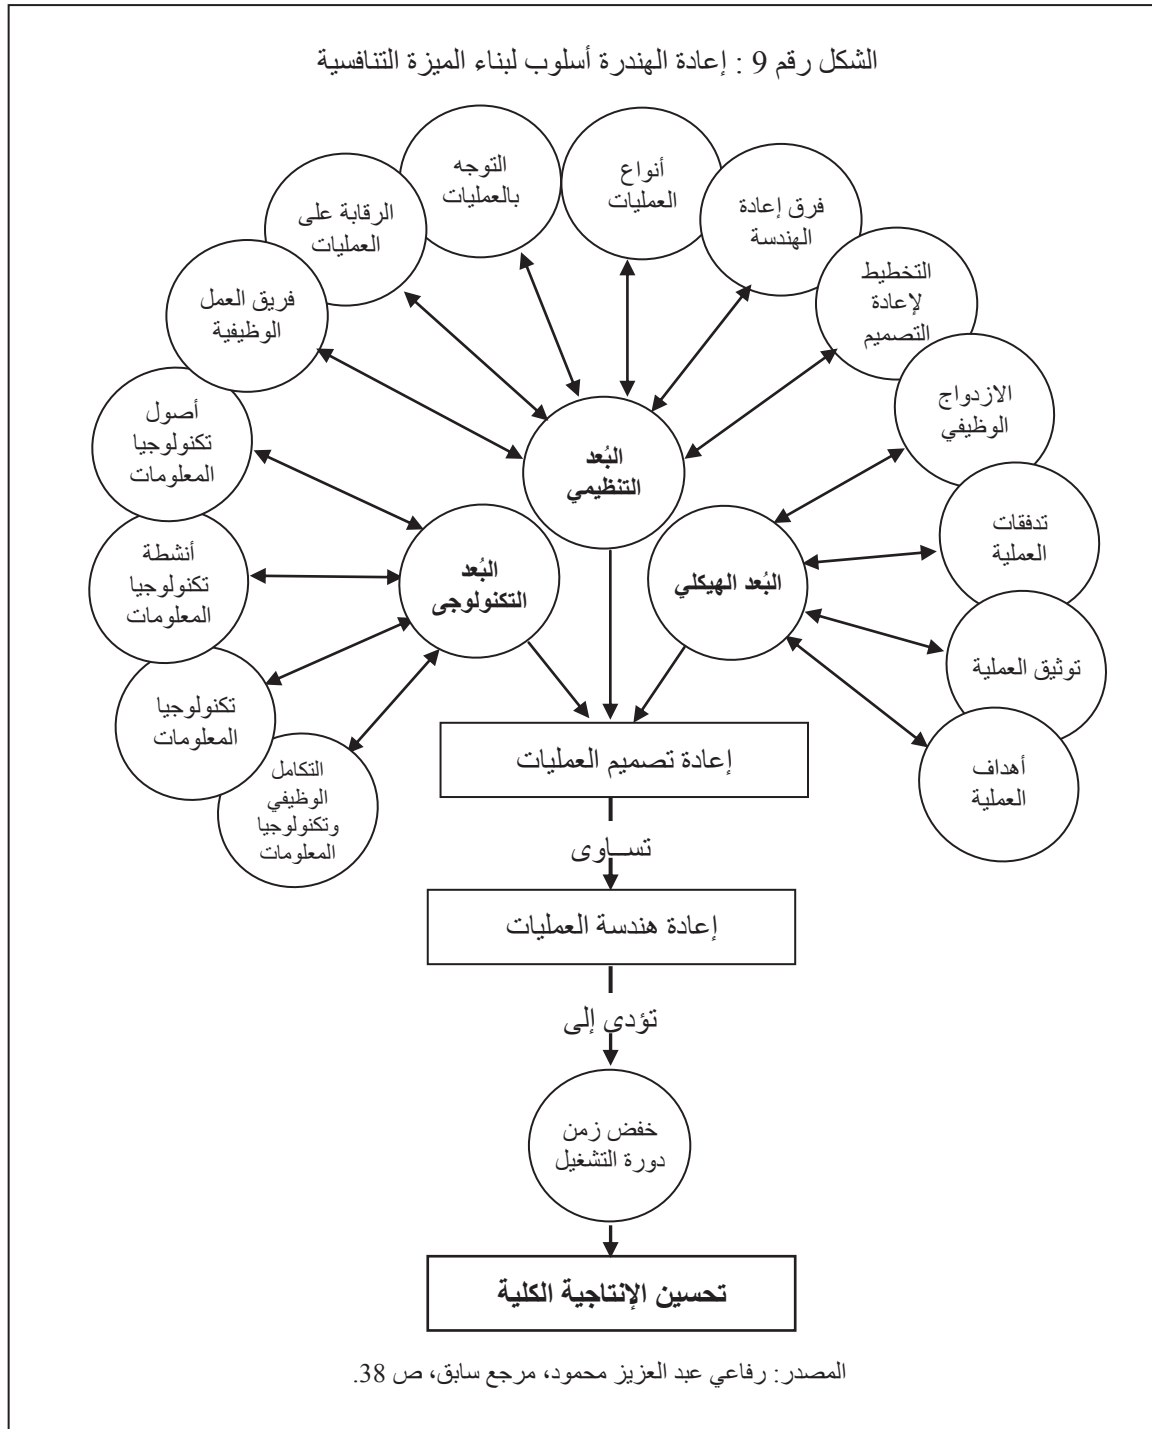 الشكل رقم 9 : إعادة الهندرة أسلوب لبناء الميزة التنافسية
أنواع
العمليات
التوجه
بالعمليات
فرق إعادة
الهندسة
الرقابة على
العمليات
التخطيط
لإعادة
التصميم
فريق العمل
الوظيفية
الازدواج
الوظيفي
أصول
تكنولوجيا
المعلومات
البُعد
التنظيمي
تدفقات
العملية
أنشطة
تكنولوجيا
المعلومات
البُعد
التكنولوجى
البُعد الهيكلي
توثيق العملية
تكنولوجيا
المعلومات
أهداف
العملية
التكامل
الوظيفي
وتكنولوجيا
المعلومات
إعادة تصميم العمليات
تســاوى
إعادة هندسة العمليات
تؤدى إلى
خفض زمن
دورة التشغيل
تحسين الإنتاجية الكلية
المصدر: رفاعي عبد العزيز محمود، مرجع سابق، ص 38.